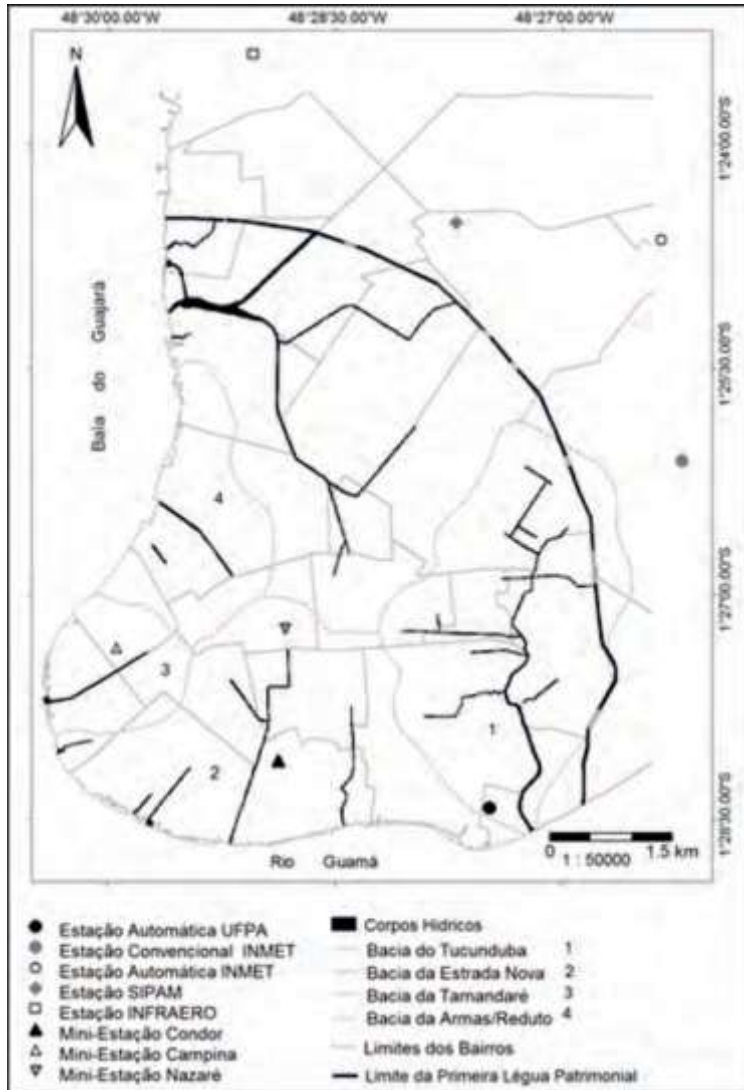 48°30'00.00"W 48°28'30.00"W 48°27'00.00"W
N
1°24'00.00"S
Baía do Guajará
1°25'30.00"S
4
1°27'00.00"S
3
1
2
1°28'30.00"S
Rio Guamá
0 1 : 50000 1.5 km
Estação Automática UFPA
Estação Convencional INMET
Estação Automática INMET
Estação SIPAM
Estação INFRAERO
Mini-Estação Condor
Mini-Estação Campina
Mini-Estação Nazaré
Corpos Hídricos
Bacia do Tucunduba 1
Bacia da Estrada Nova 2
Bacia da Tamandaré 3
Bacia da Armas/Reduto 4
Limites dos Bairros
Limite da Primeira Légua Patrimonial